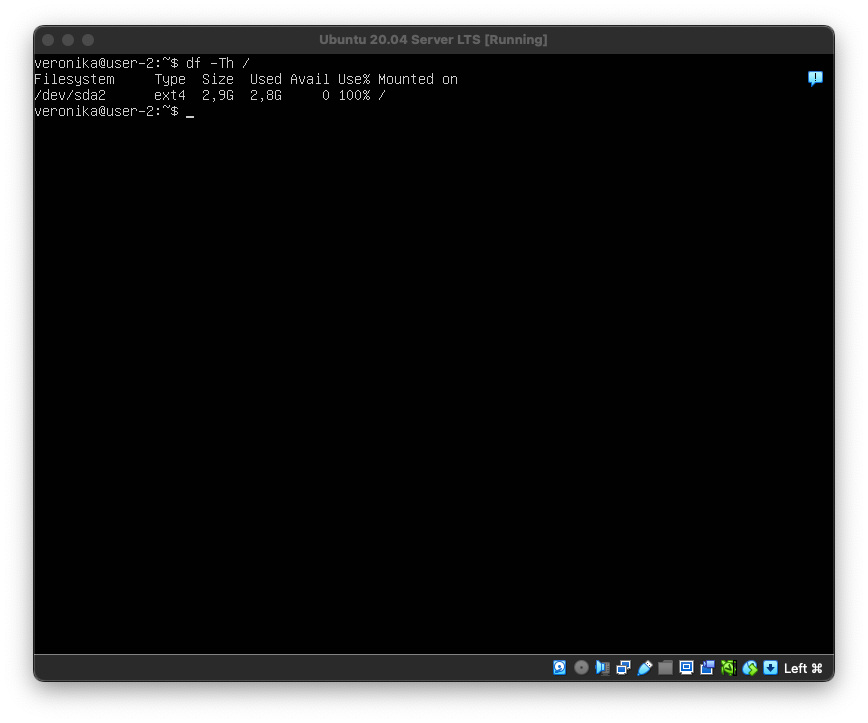 Ubuntu 20.04 Server LTS [Running]
veronika@user-2:~$ df -Th /
Filesystem     Type  Size  Used Avail Use% Mounted on
/dev/sda2      ext4  2,9G  2,8G     0 100% /
veronika@user-2:~$ _
Left ⌘